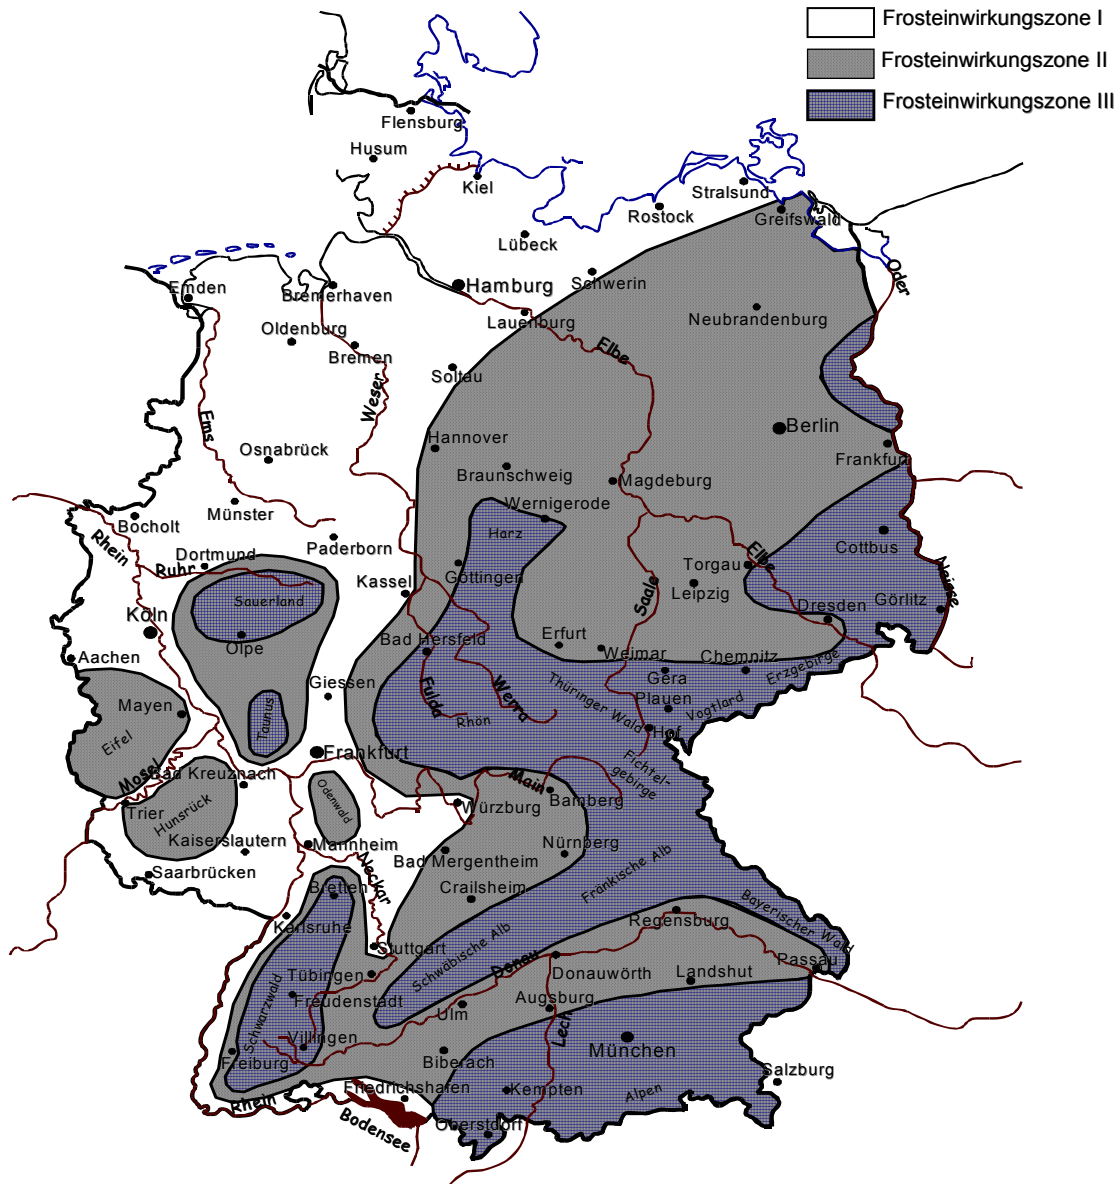 Frosteinwirkungszone I
Frosteinwirkungszone II
Frosteinwirkungszone III
Flensburg
Husum
Kiel
Stralsund
Rostock
Greifswald
Lübeck
Oder
Schwerin
Hamburg
Emden
Bremerhaven
Lauenburg
Neubrandenburg
Oldenburg
Bremen
Elbe
Soltau
Weser
Ems
Berlin
Hannover
Osnabrück
Frankfurt
Braunschweig
Magdeburg
Wernigerode
Münster
Bocholt
Harz
Rhein
Paderborn
Cottbus
Dortmund
Ruhr
Elbe
Torgau
Göttingen
Kassel
Neisse
Leipzig
Saale
Sauerland
Dresden
Görlitz
Köln
Olpe
Bad Hersfeld
Erfurt
Weimar
Chemnitz
Aachen
Erzgebirge
Giessen
Fulda
Werra
Thüringer Wald
Gera
Plauen
Vogtlard
Mayen
Taunus
Rhön
Hof
Eifel
Frankfurt
Fichtel-
gebirge
Mosel
Bad Kreuznach
Main
Odenwald
Bamberg
Trier
Hunsrück
Würzburg
Kaiserslautern
Mannheim
Nürnberg
Bad Mergentheim
Neckar
Fränkische Alb
Saarbrücken
Bretten
Crailsheim
Bayerischer Wald
Karlsruhe
Regensburg
Stuttgart
Schwäbische Alb
Donau
Passau
Tübingen
Donauwörth
Landshut
Schwarzwald
Freudenstadt
Augsburg
Ulm
Lech
Villingen
München
Freiburg
Biberach
Salzburg
Friedrichshafen
Kempten
Alpen
Rhein
Bodensee
Oberstdorf